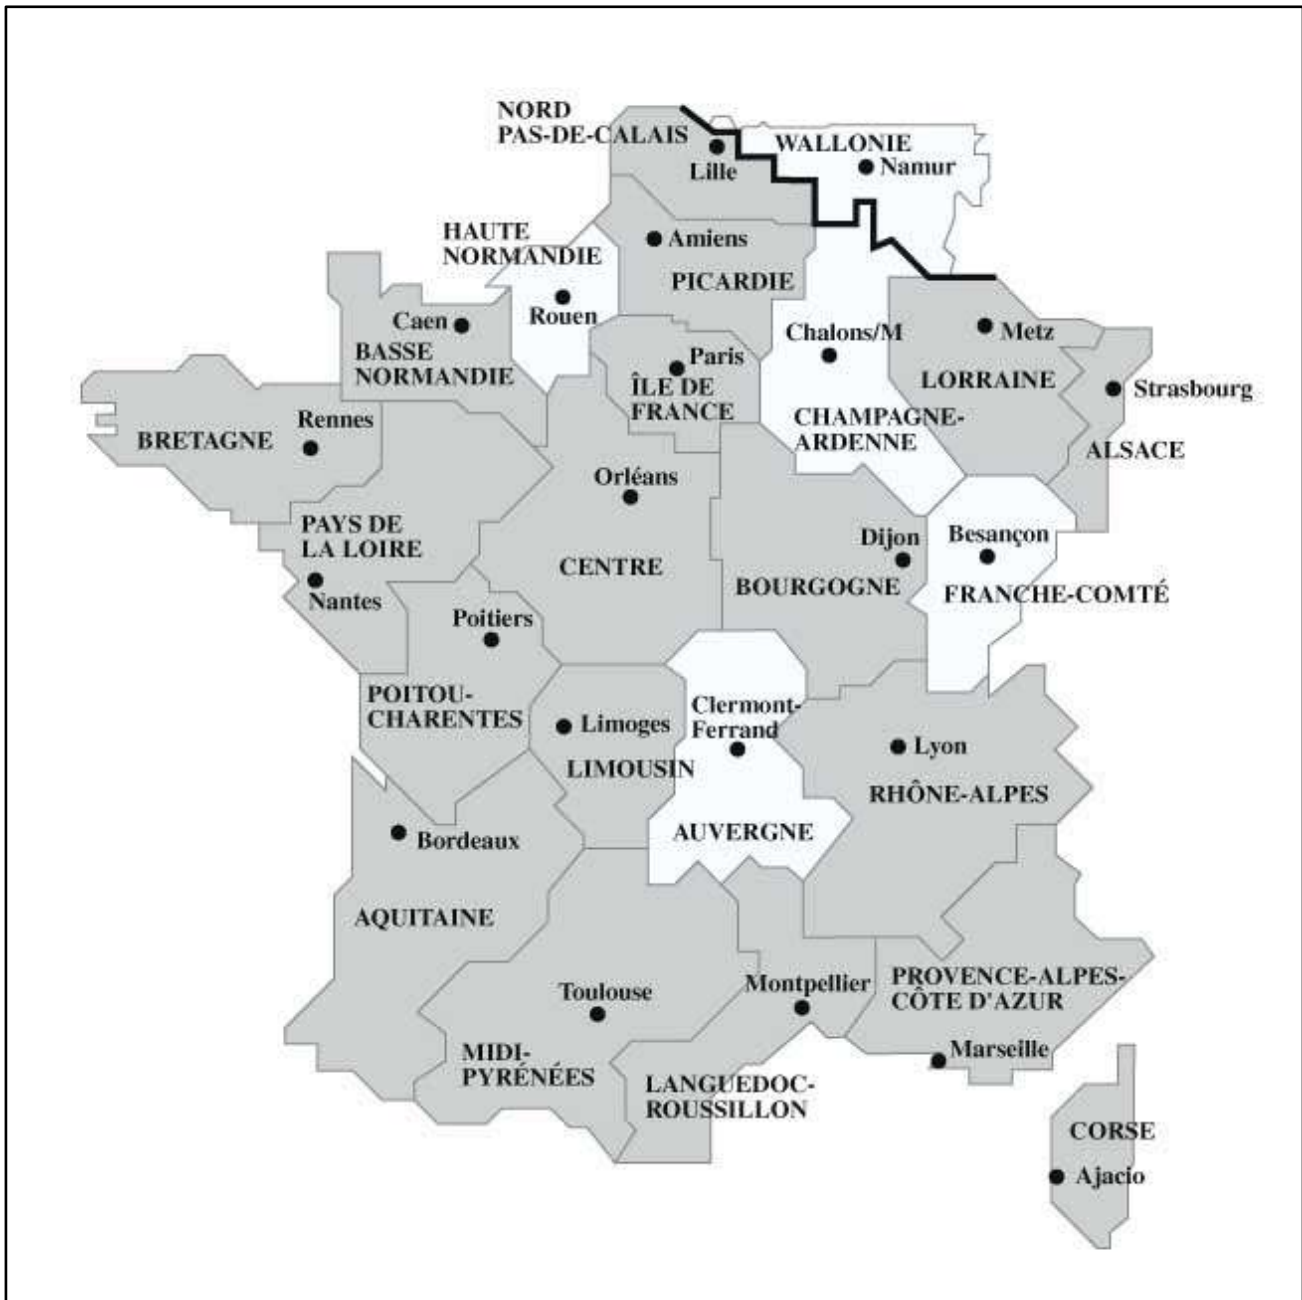 NORD
PAS-DE-CALAIS
Lille
WALLONIE
Namur
HAUTE
NORMANDIE
Rouen
Amiens
PICARDIE
Caen
BASSE
NORMANDIE
Paris
ÎLE DE
FRANCE
Chalons/M
CHAMPAGNE-
ARDENNE
Metz
LORRAINE
Strasbourg
ALSACE
Rennes
BRETAGNE
Orléans
CENTRE
PAYS DE
LA LOIRE
Nantes
Dijon
BOURGOGNE
Besançon
FRANCHE-COMTÉ
Poitiers
POITOU-
CHARENTES
Limoges
LIMOUSIN
Clermont-
Ferrand
AUVERGNE
Lyon
RHÔNE-ALPES
Bordeaux
AQUITAINE
Toulouse
MIDI-
PYRÉNÉES
Montpellier
LANGUEDOC-
ROUSSILLON
PROVENCE-ALPES-
CÔTE D'AZUR
Marseille
CORSE
Ajacio